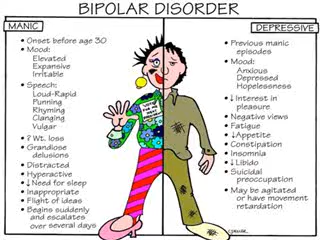 BIPOLAR DISORDER
MANIC
• Onset before age 30
• Mood:
Elevated
Expansive
Irritable
• Speech:
Loud-Rapid
Punning
Rhyming
Clanging
Vulgar
• ? Wt. loss
• Grandiose
delusions
• Distracted
• Hyperactive
• ↓ Need for sleep
• Inappropriate
• Flight of ideas
• Begins suddenly
and escalates
over several days
DEPRESSIVE
• Previous manic
episodes
• Mood:
Anxious
Depressed
Hopelessness
• ↓ Interest in
pleasure
• Negative views
• Fatigue
• ↓ Appetite
• Constipation
• Insomnia
• ↓ Libido
• Suicidal
preoccupation
• May be agitated or
have movement
retardation